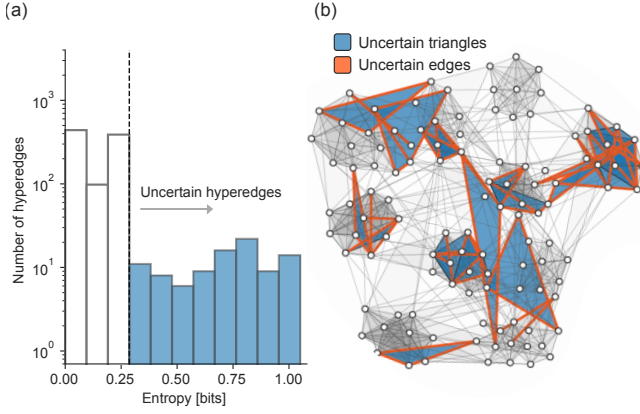 (a)
Number of hyperedges
10³
10²
10¹
10⁰
Uncertain hyperedges
0.00 0.25 0.50 0.75 1.00
Entropy [bits]
(b)
Uncertain triangles
Uncertain edges